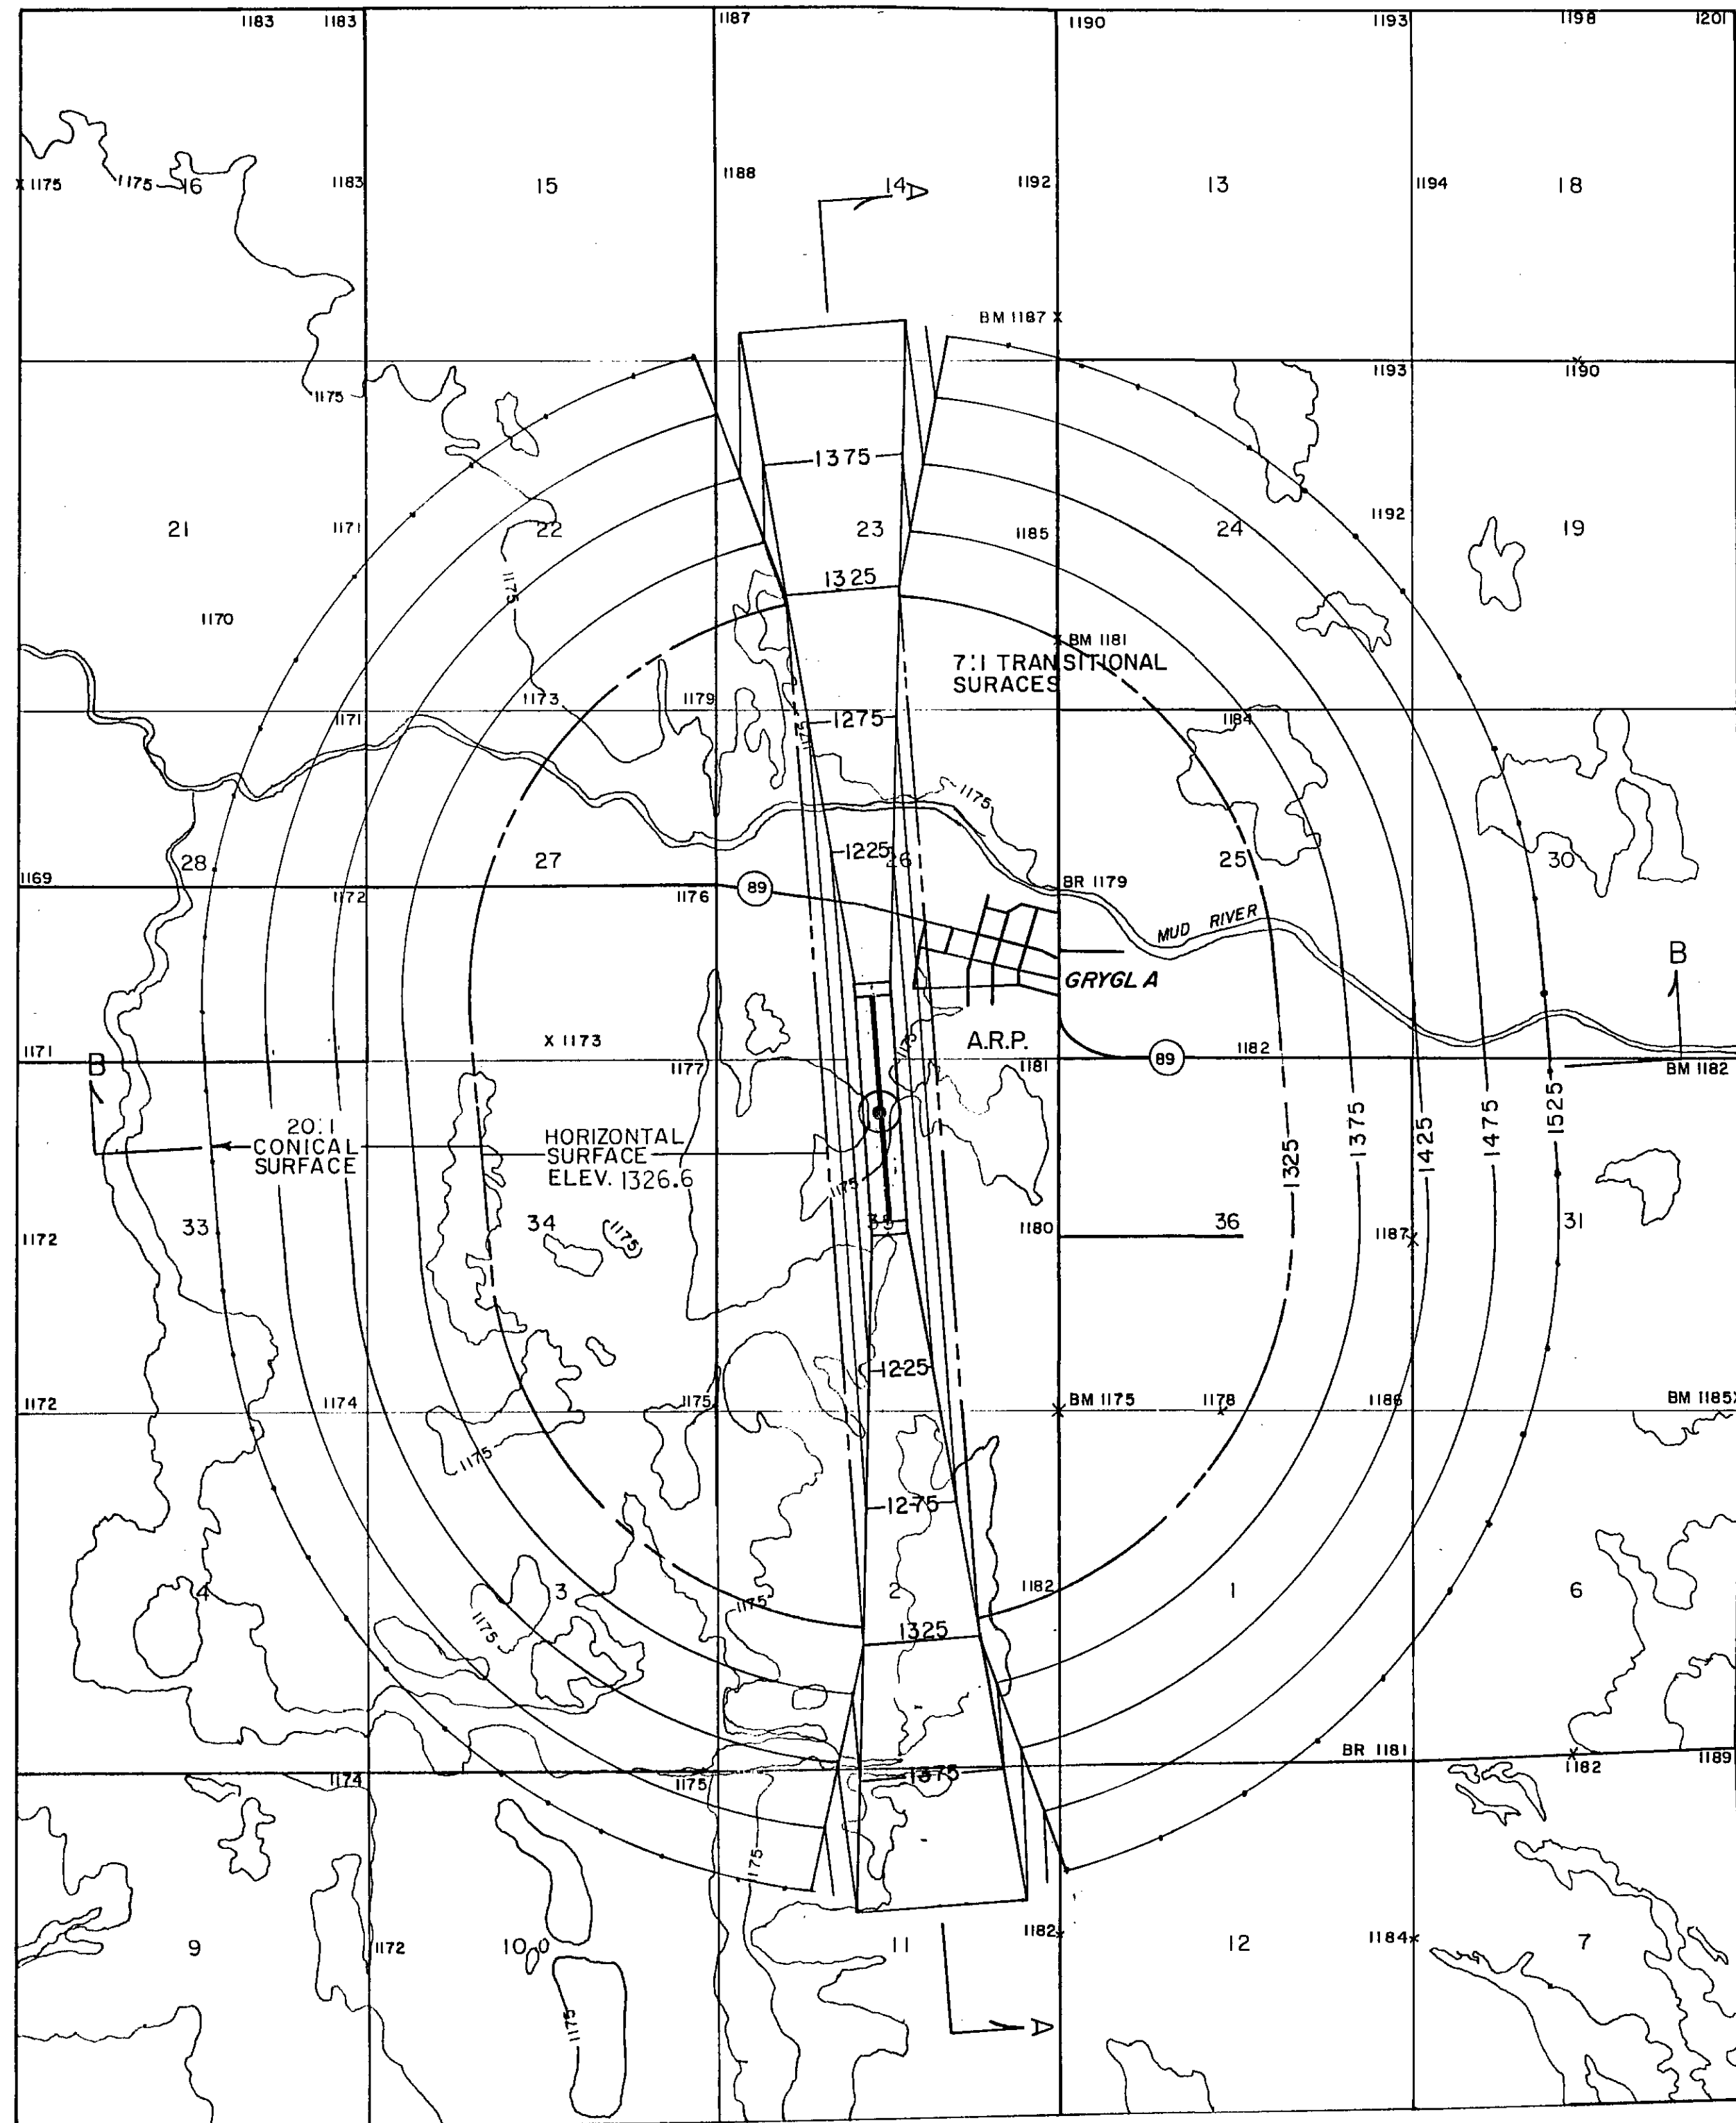 1183 1183 1187 1190 1193 1198 1201
1175 1175 16 1183 15 1188 14 A 1192 13 1194 18
BM 1187
1175 1193 1190
1375
21 1171 22 23 1185 24 1192 19
1325
1175
1170
BM 1181
7:1 TRANSITIONAL
SURACES
1173 1179
1171 1275 1184
1175
1175
28 27 1225 26 25 30
1169 1172 1176 89 BR 1179
MUD RIVER
B
GRYGLA
X 1173 1175 A.R.P.
1171 1177 1181 89 1182
B BM 1182
20:1
CONICAL
SURFACE
HORIZONTAL
SURFACE
ELEV. 1326.6
1325 1375 1425 1475 1525
1175
33 34 1175 35 1180 36 1187 31
1172
1225
1172 1174 1175 BM 1175 1178 1186 BM 1185
1175
1275
4 3 1175 2 1182 1 6
1175
1325
BR 1181
1174 1175 1375 1182 1189
1175
9 1172 10 11 1182 12 1184 7
1175
A